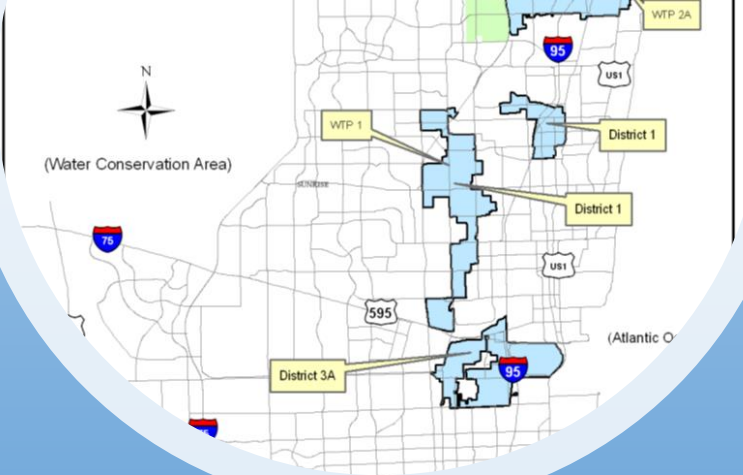 WTP 2A
95
N
US1
WTP 1
District 1
(Water Conservation Area)
SUNRISE
District 1
75
US1
595
(Atlantic O
District 3A
95